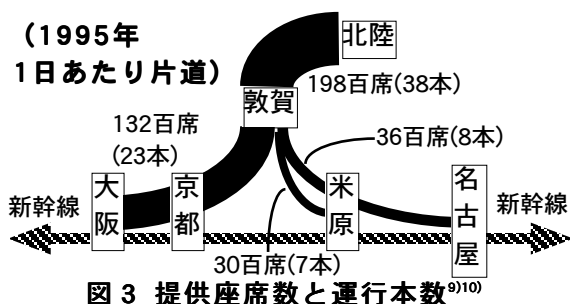 （1995年
1日あたり片道）
北陸
敦賀
198百席(38本)
132百席
(23本)
36百席(8本)
大阪
京都
米原
名古屋
新幹線
新幹線
30百席(7本)
図３ 提供座席数と運行本数9)10)